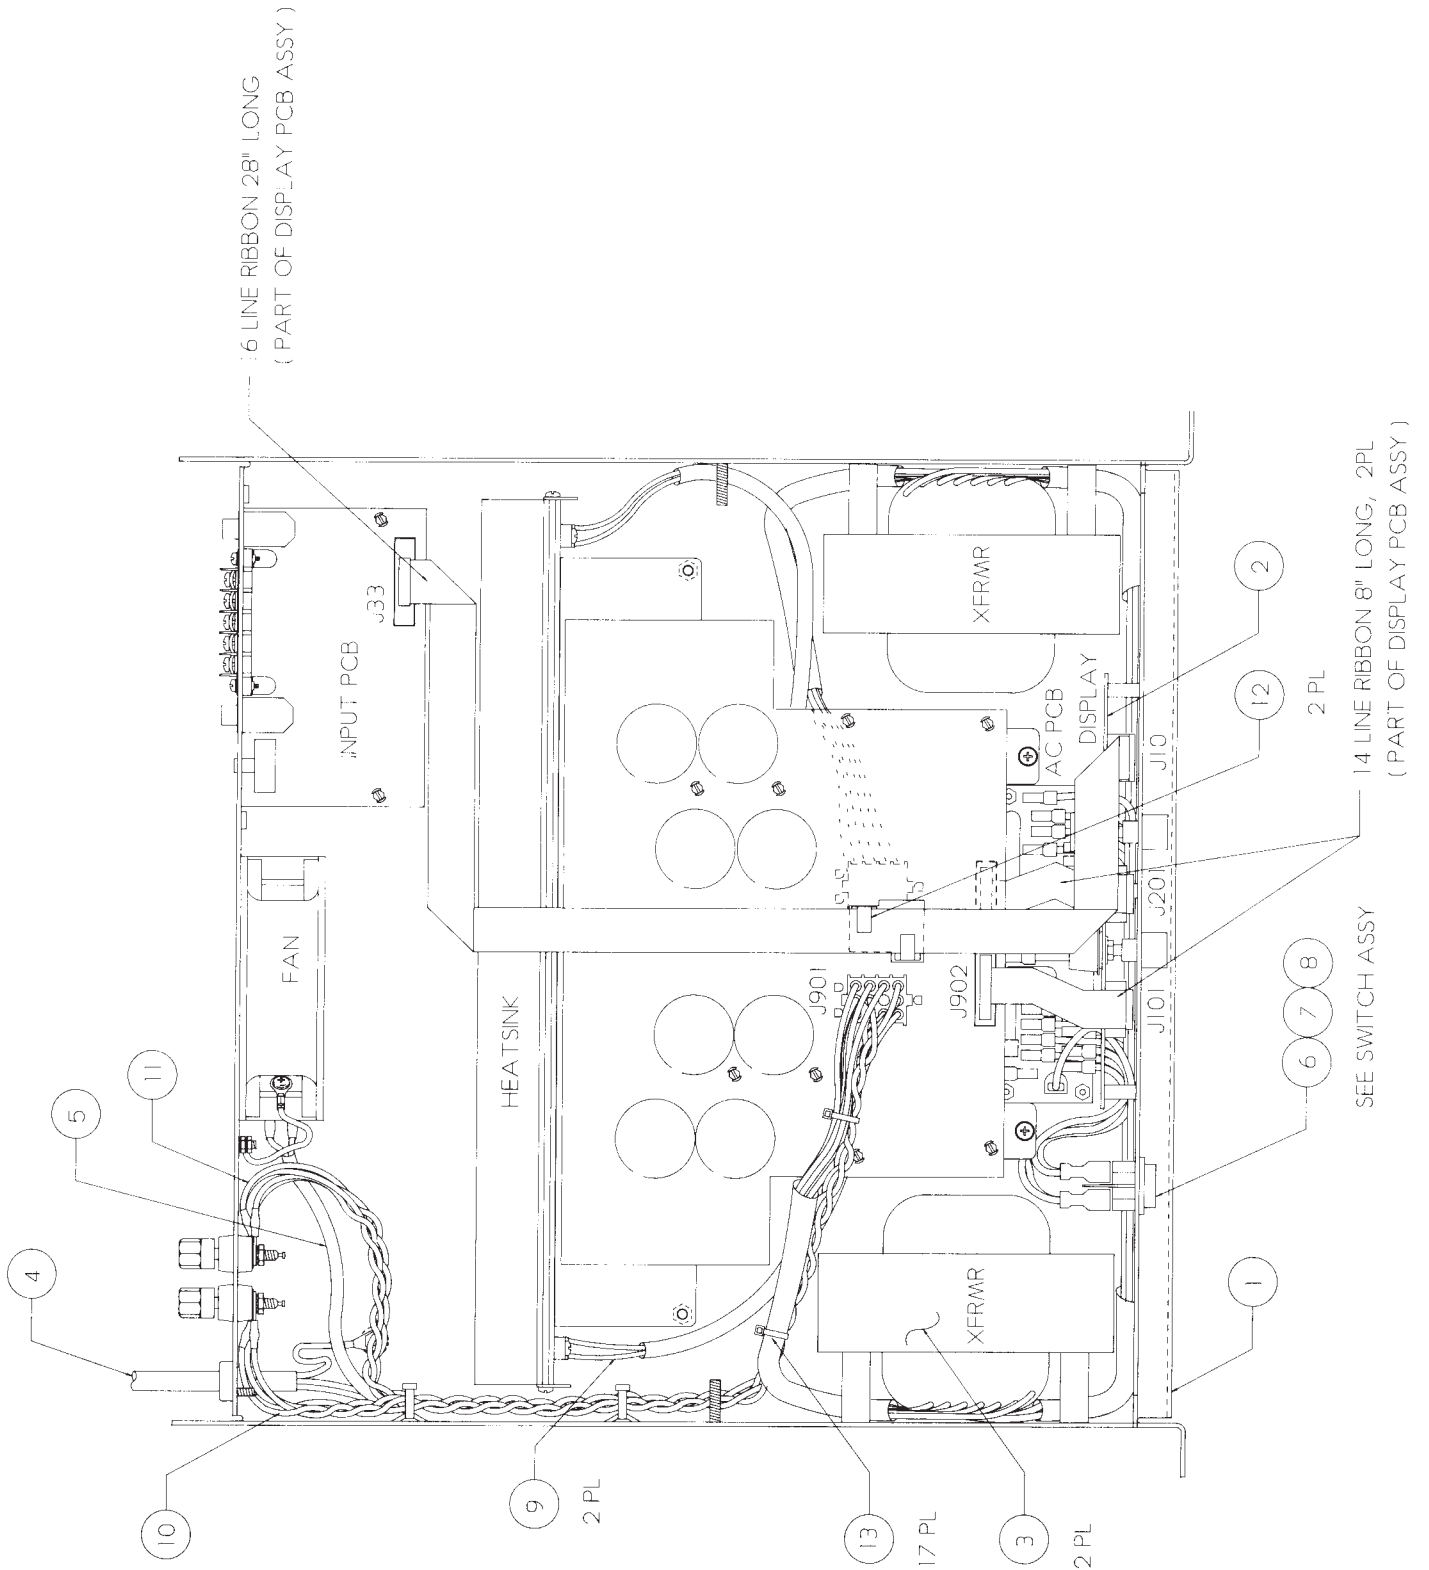 4
5
11
10
16 LINE RIBBON 28" LONG
( PART OF DISPLAY PCB ASSY )
FAN
INPUT PCB
J33
HEATSINK
9
2 PL
J901
13
17 PL
J902
XFRMR
XFRMR
3
2 PL
AC PCB
DISPLAY
J101
J201
J10
1
12
2 PL
2
6 7 8
SEE SWITCH ASSY
14 LINE RIBBON 8" LONG, 2PL
( PART OF DISPLAY PCB ASSY )